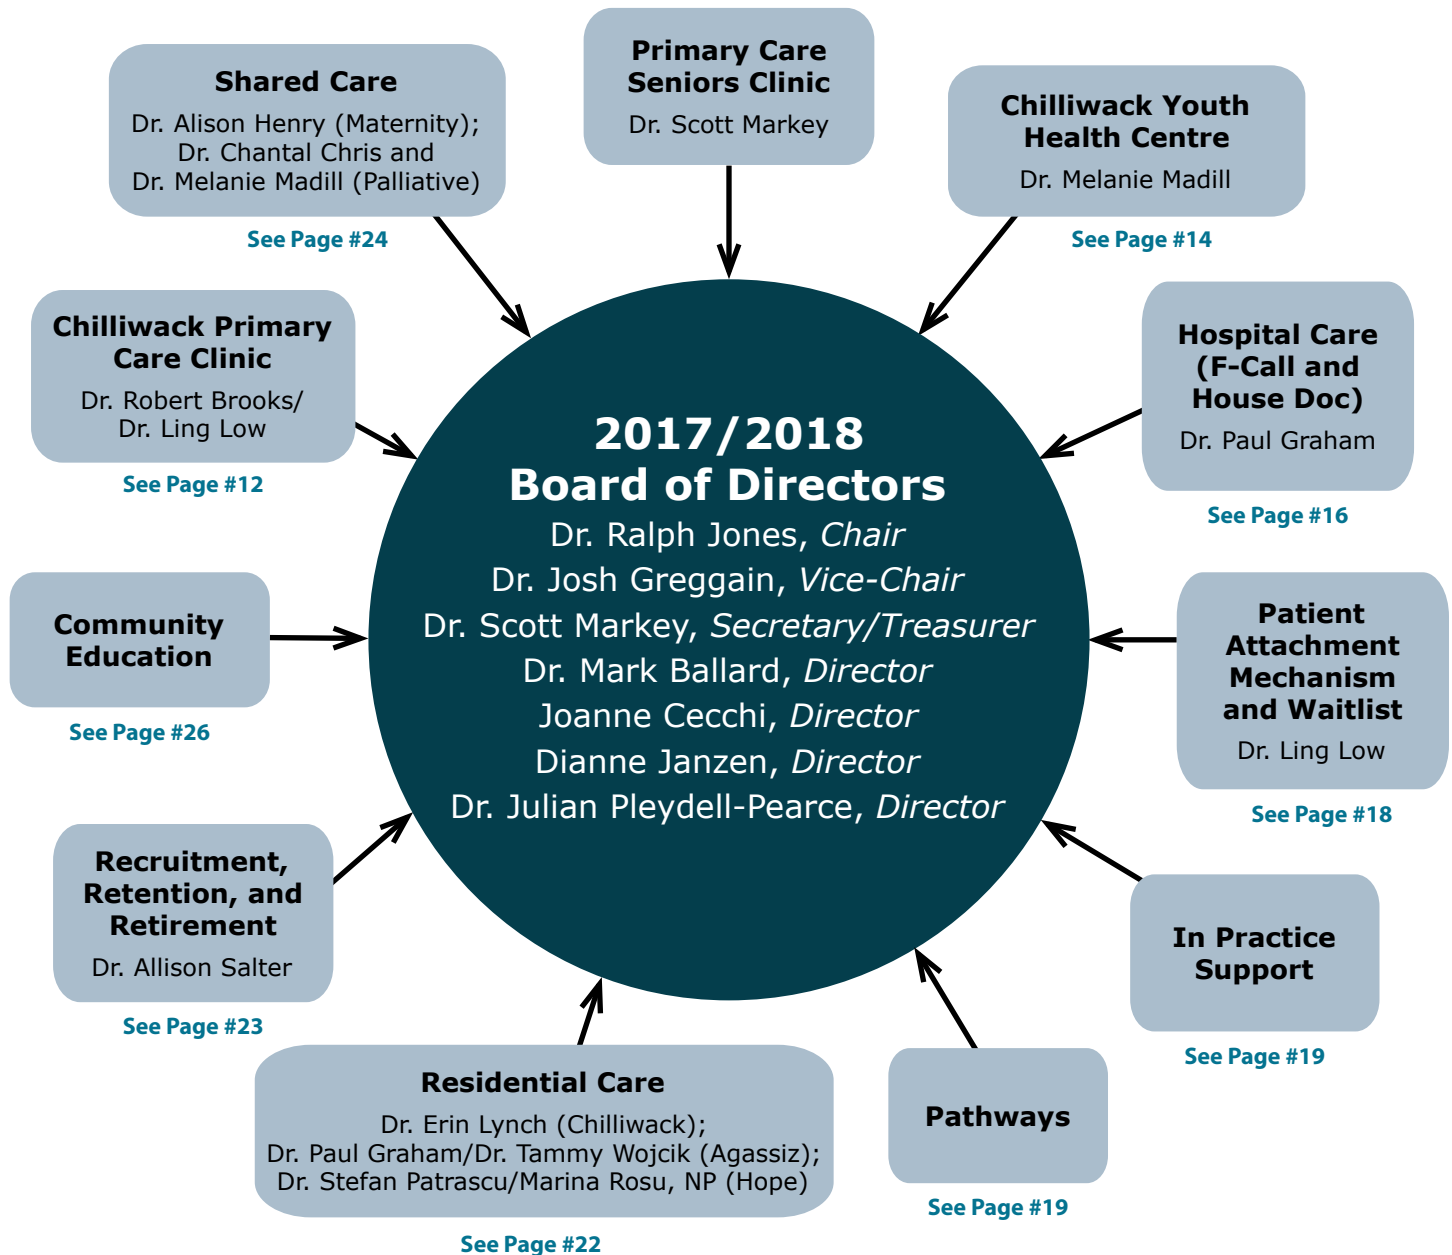 Primary Care
Seniors Clinic
Dr. Scott Markey
Shared Care
Dr. Alison Henry (Maternity);
Dr. Chantal Chris and
Dr. Melanie Madill (Palliative)
See Page #24
Chilliwack Youth
Health Centre
Dr. Melanie Madill
See Page #14
Chilliwack Primary
Care Clinic
Dr. Robert Brooks/
Dr. Ling Low
See Page #12
Hospital Care
(F-Call and
House Doc)
Dr. Paul Graham
See Page #16
2017/2018
Board of Directors
Dr. Ralph Jones, Chair
Dr. Josh Greggain, Vice-Chair
Dr. Scott Markey, Secretary/Treasurer
Dr. Mark Ballard, Director
Joanne Cecchi, Director
Dianne Janzen, Director
Dr. Julian Pleydell-Pearce, Director
Community
Education
See Page #26
Patient
Attachment
Mechanism
and Waitlist
Dr. Ling Low
See Page #18
Recruitment,
Retention, and
Retirement
Dr. Allison Salter
See Page #23
In Practice
Support
See Page #19
Residential Care
Dr. Erin Lynch (Chilliwack);
Dr. Paul Graham/Dr. Tammy Wojcik (Agassiz);
Dr. Stefan Patrascu/Marina Rosu, NP (Hope)
See Page #22
Pathways
See Page #19